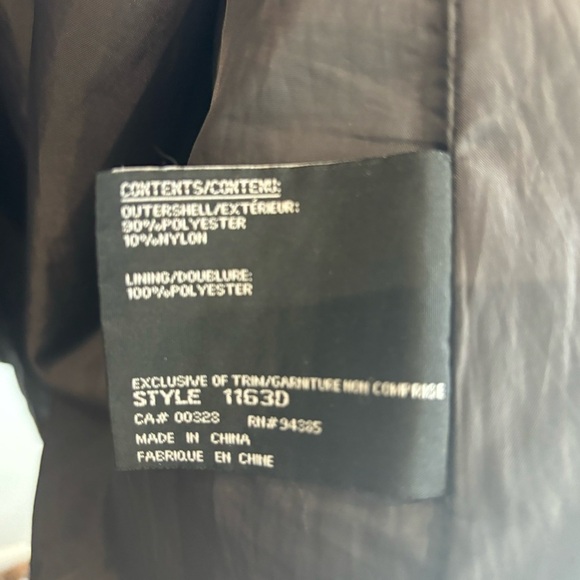 CONTENTS/CONTENU:
OUTERSHELL/EXTÉRIEUR:
90%POLYESTER
10%NYLON
LINING/DOUBLURE:
100%POLYESTER
EXCLUSIVE OF TRIM/GARNITURE NON COMPRISE
STYLE 1163D
CA# 00323 RN# 94385
MADE IN CHINA
FABRIQUE EN CHINE